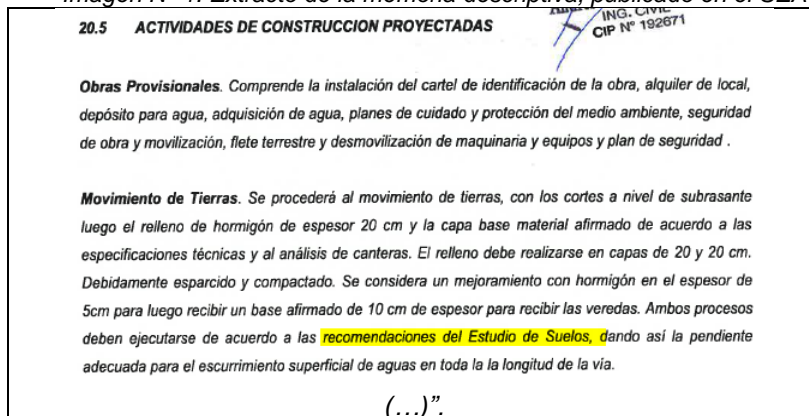 Imagen N° 1: Extracto de la memoria descriptiva, publicado en el SEA
20.5 ACTIVIDADES DE CONSTRUCCION PROYECTADAS
ING. CIVIL
CIP Nº 192671
Obras Provisionales. Comprende la instalación del cartel de identificación de la obra, alquiler de local,
depósito para agua, adquisición de agua, planes de cuidado y protección del medio ambiente, seguridad
de obra y movilización, flete terrestre y desmovilización de maquinaria y equipos y plan de seguridad .
Movimiento de Tierras. Se procederá al movimiento de tierras, con los cortes a nivel de subrasante
luego el relleno de hormigón de espesor 20 cm y la capa base material afirmado de acuerdo a las
especificaciones técnicas y al análisis de canteras. El relleno debe realizarse en capas de 20 y 20 cm.
Debidamente esparcido y compactado. Se considera un mejoramiento con hormigón en el espesor de
5cm para luego recibir un base afirmado de 10 cm de espesor para recibir las veredas. Ambos procesos
deben ejecutarse de acuerdo a las recomendaciones del Estudio de Suelos, dando así la pendiente
adecuada para el escurrimiento superficial de aguas en toda la la longitud de la vía.
(…)”.